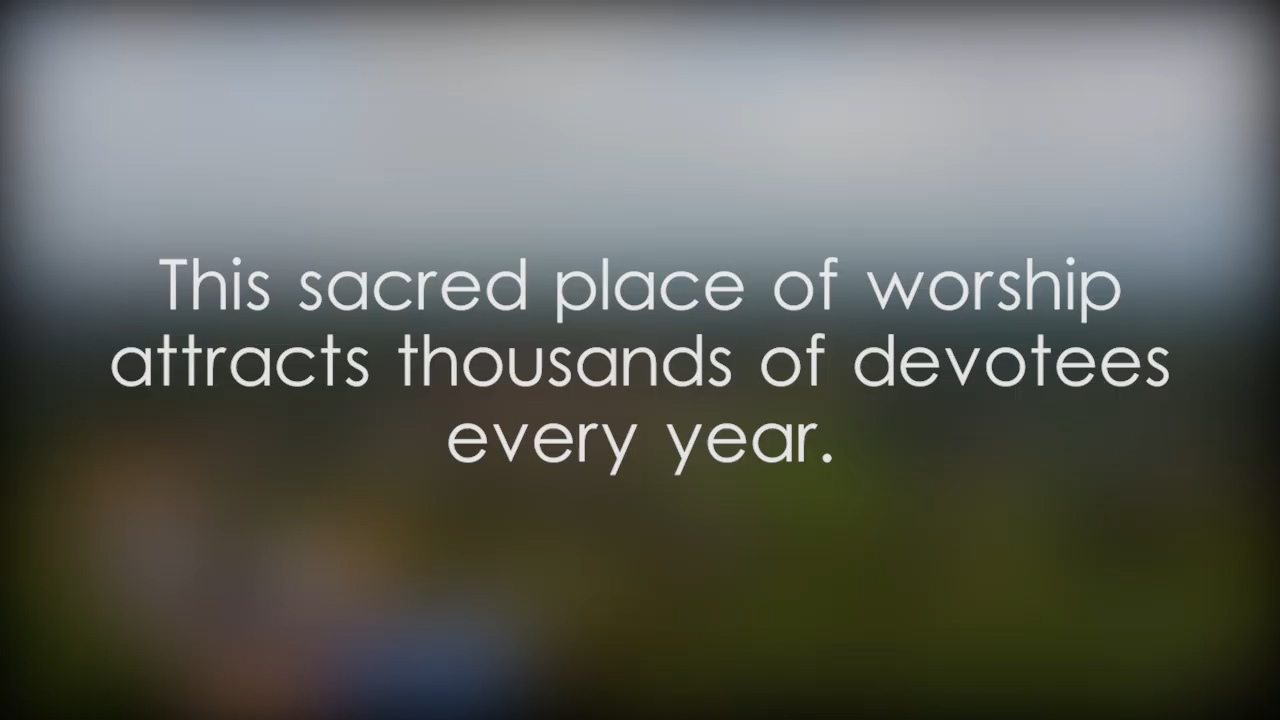 This sacred place of worship
attracts thousands of devotees
every year.